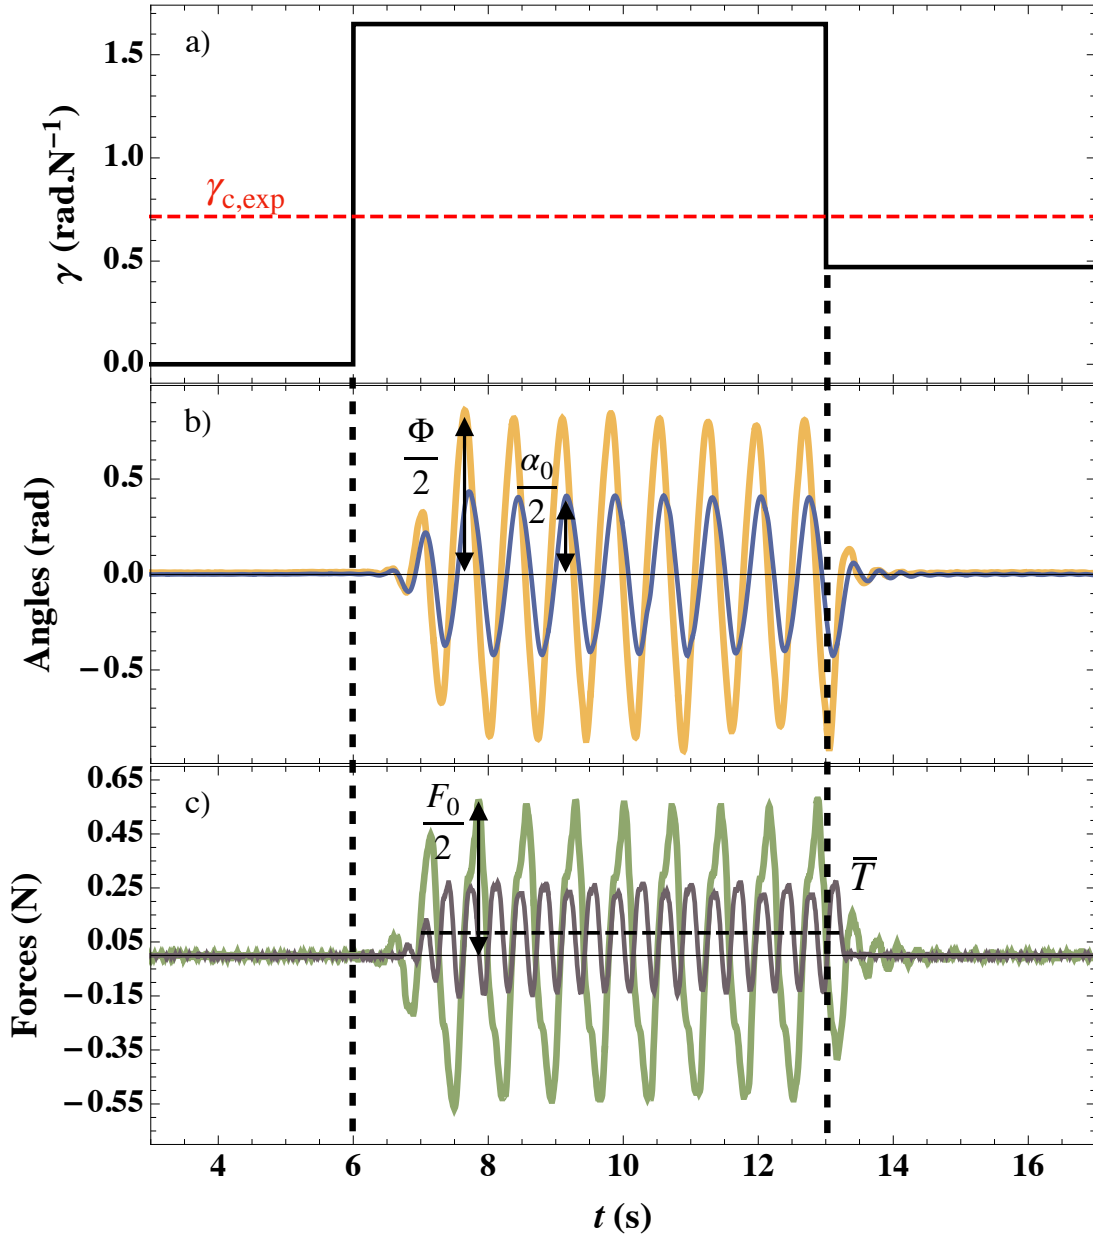 a)
1.5
1.0
0.5
0.0
γ (rad.N⁻¹)
γc,exp
b)
0.5
0.0
−0.5
Angles (rad)
Φ
2
α0
2
c)
0.65
0.45
0.25
0.05
−0.15
−0.35
−0.55
Forces (N)
F0
2
T̅
4 6 8 10 12 14 16
t (s)